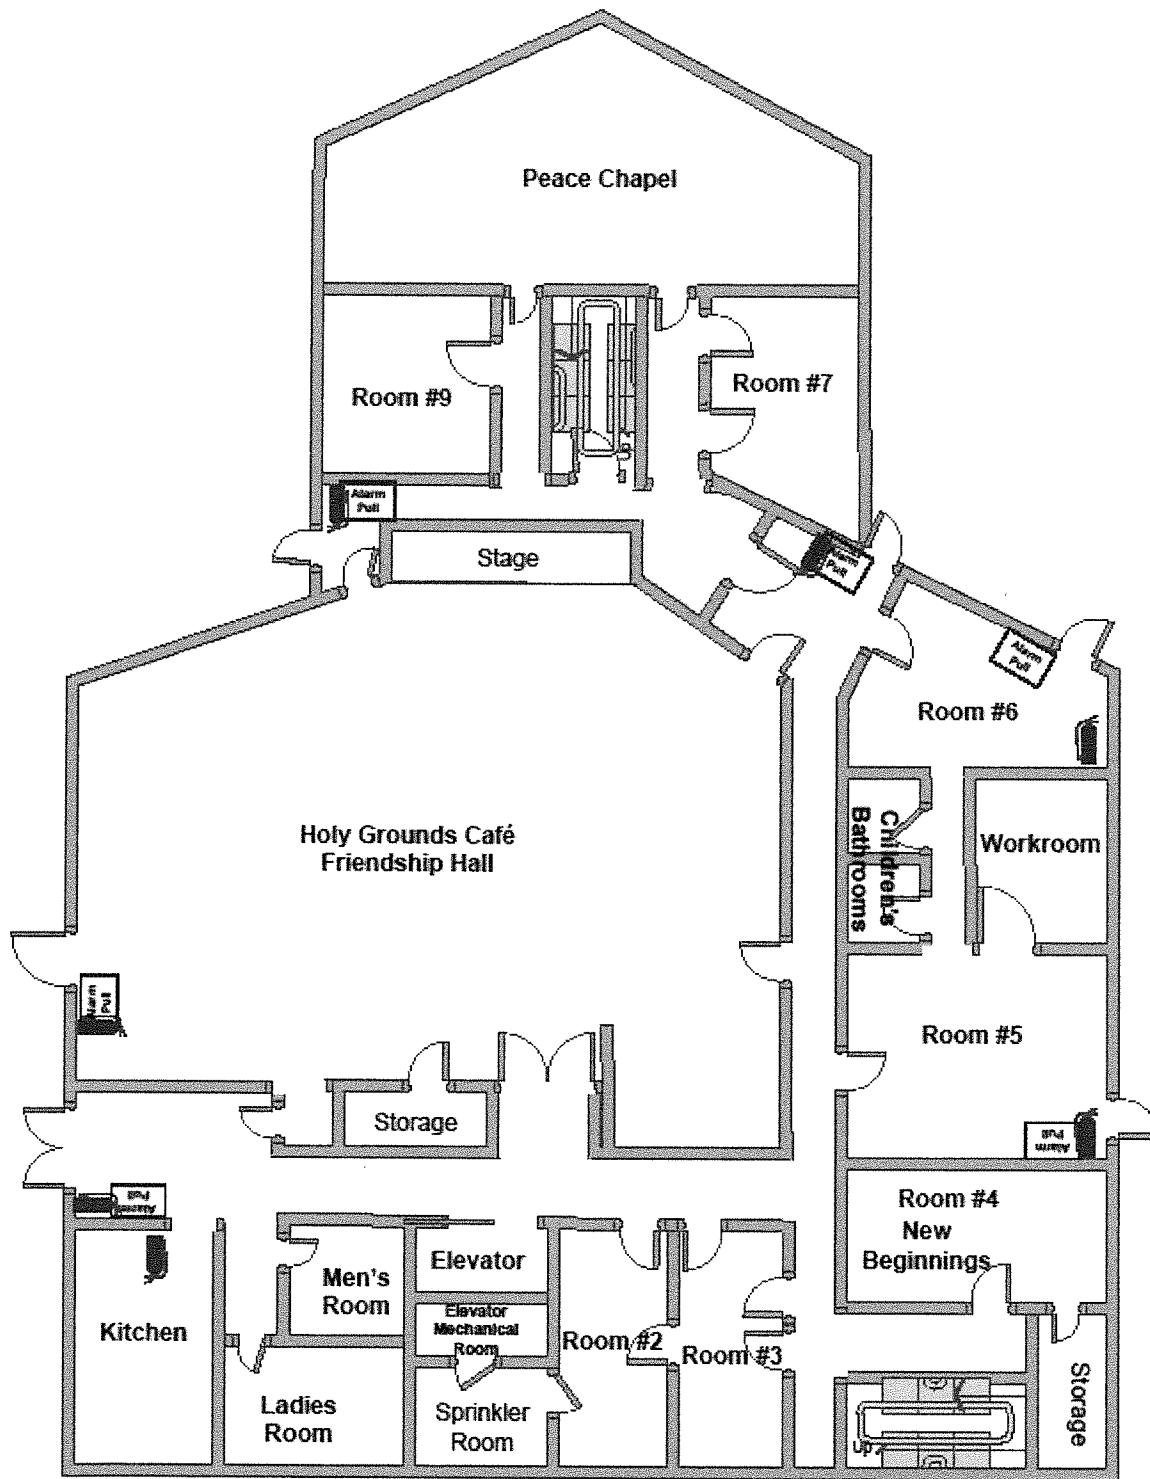 Peace Chapel
Room #9
Room #7
Alarm
Pull
Stage
Alarm
Pull
Alarm
Pull
Room #6
Holy Grounds Café
Friendship Hall
Children's
Bathrooms
Workroom
Alarm
Pull
Room #5
Storage
Alarm
Pull
Alarm
Pull
Room #4
New
Beginnings
Elevator
Men's
Room
Elevator
Mechanical
Room
Kitchen
Room #2
Room #3
Storage
Ladies
Room
Sprinkler
Room
Up